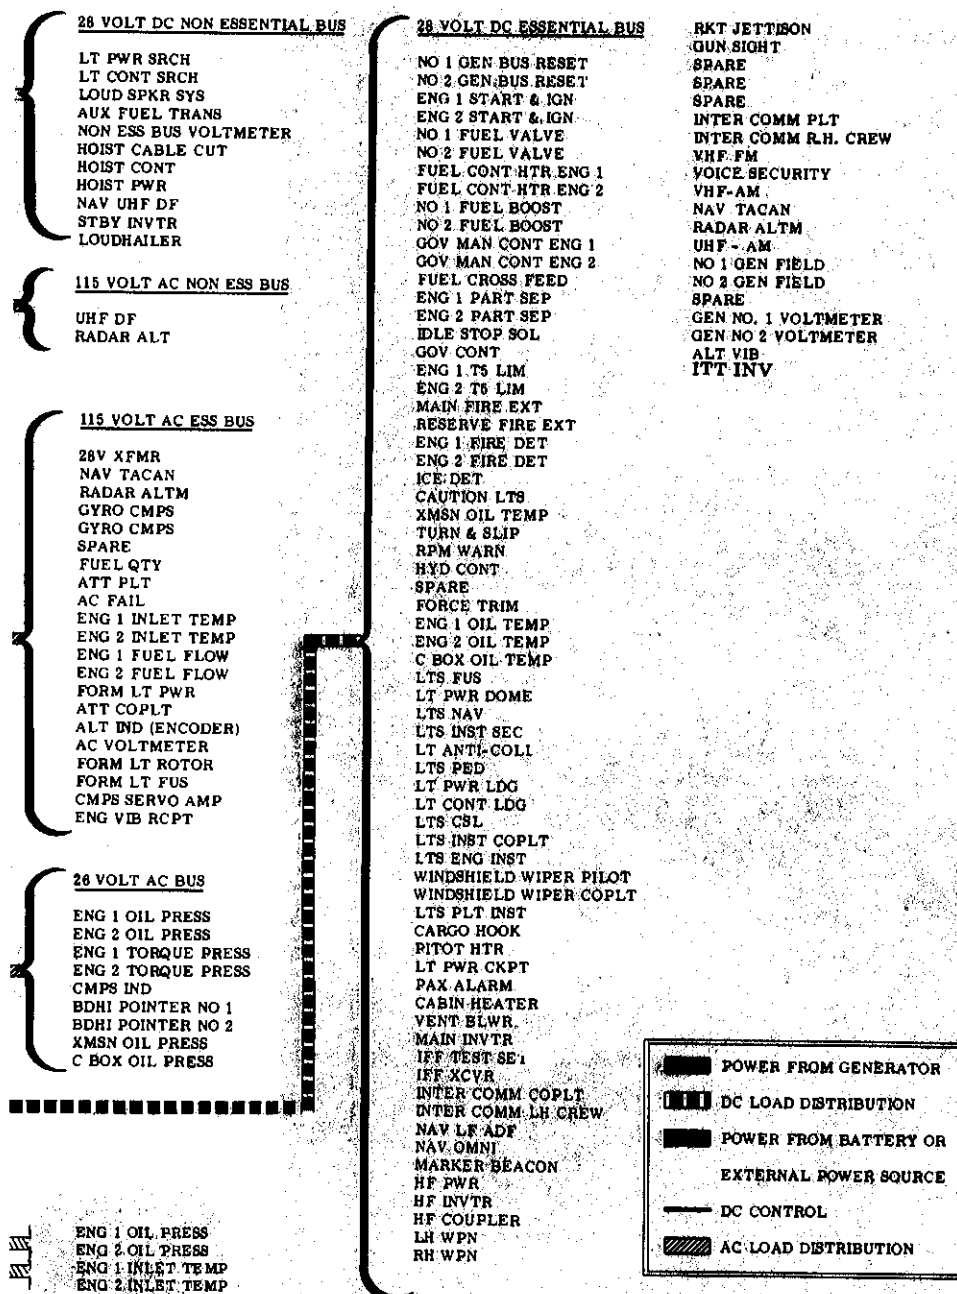 28 VOLT DC NON ESSENTIAL BUS
LT PWR SRCH
LT CONT SRCH
LOUD SPKR SYS
AUX FUEL TRANS
NON ESS BUS VOLTMETER
HOIST CABLE CUT
HOIST CONT
HOIST PWR
NAV UHF DF
STBY INVTR
LOUDHAILER
115 VOLT AC NON ESS BUS
UHF DF
RADAR ALT
115 VOLT AC ESS BUS
28V XFMR
NAV TACAN
RADAR ALTM
GYRO CMPS
GYRO CMPS
SPARE
FUEL QTY
ATT PLT
AC FAIL
ENG 1 INLET TEMP
ENG 2 INLET TEMP
ENG 1 FUEL FLOW
ENG 2 FUEL FLOW
FORM LT PWR
ATT COPLT
ALT IND (ENCODER)
AC VOLTMETER
FORM LT ROTOR
FORM LT FUS
CMPS SERVO AMP
ENG VIB RCPT
26 VOLT AC BUS
ENG 1 OIL PRESS
ENG 2 OIL PRESS
ENG 1 TORQUE PRESS
ENG 2 TORQUE PRESS
CMPS IND
BDHI POINTER NO 1
BDHI POINTER NO 2
XMSN OIL PRESS
C BOX OIL PRESS
ENG 1 OIL PRESS
ENG 2 OIL PRESS
ENG 1 INLET TEMP
ENG 2 INLET TEMP
28 VOLT DC ESSENTIAL BUS
NO 1 GEN BUS RESET
NO 2 GEN BUS RESET
ENG 1 START & IGN
ENG 2 START & IGN
NO 1 FUEL VALVE
NO 2 FUEL VALVE
FUEL CONT HTR ENG 1
FUEL CONT HTR ENG 2
NO 1 FUEL BOOST
NO 2 FUEL BOOST
GOV MAN CONT ENG 1
GOV MAN CONT ENG 2
FUEL CROSS FEED
ENG 1 PART SEP
ENG 2 PART SEP
IDLE STOP SOL
GOV CONT
ENG 1 T5 LIM
ENG 2 T5 LIM
MAIN FIRE EXT
RESERVE FIRE EXT
ENG 1 FIRE DET
ENG 2 FIRE DET
ICE DET
CAUTION LTS
XMSN OIL TEMP
TURN & SLIP
RPM WARN
HYD CONT
SPARE
FORCE TRIM
ENG 1 OIL TEMP
ENG 2 OIL TEMP
C BOX OIL TEMP
LTS FUS
LT PWR DOME
LTS NAV
LTS INST SEC
LT ANTI-COLL
LTS PED
LT PWR LDG
LT CONT LDG
LTS CSL
LTS INST COPLT
LTS ENG INST
WINDSHIELD WIPER PILOT
WINDSHIELD WIPER COPLT
LTS PLT INST
CARGO HOOK
PITOT HTR
LT PWR CKPT
PAX ALARM
CABIN HEATER
VENT BLWR
MAIN INVTR
IFF TEST SET
IFF XCVR
INTER COMM COPLT
INTER COMM LH CREW
NAV LF ADF
NAV OMNI
MARKER BEACON
HF PWR
HF INVTR
HF COUPLER
LH WPN
RH WPN
RKT JETTISON
GUN SIGHT
SPARE
SPARE
SPARE
INTER COMM PLT
INTER COMM R.H. CREW
VHF FM
VOICE SECURITY
VHF-AM
NAV TACAN
RADAR ALTM
UHF - AM
NO 1 GEN FIELD
NO 2 GEN FIELD
SPARE
GEN NO. 1 VOLTMETER
GEN NO 2 VOLTMETER
ALT VIB
ITT INV
POWER FROM GENERATOR
DC LOAD DISTRIBUTION
POWER FROM BATTERY OR
EXTERNAL POWER SOURCE
DC CONTROL
AC LOAD DISTRIBUTION